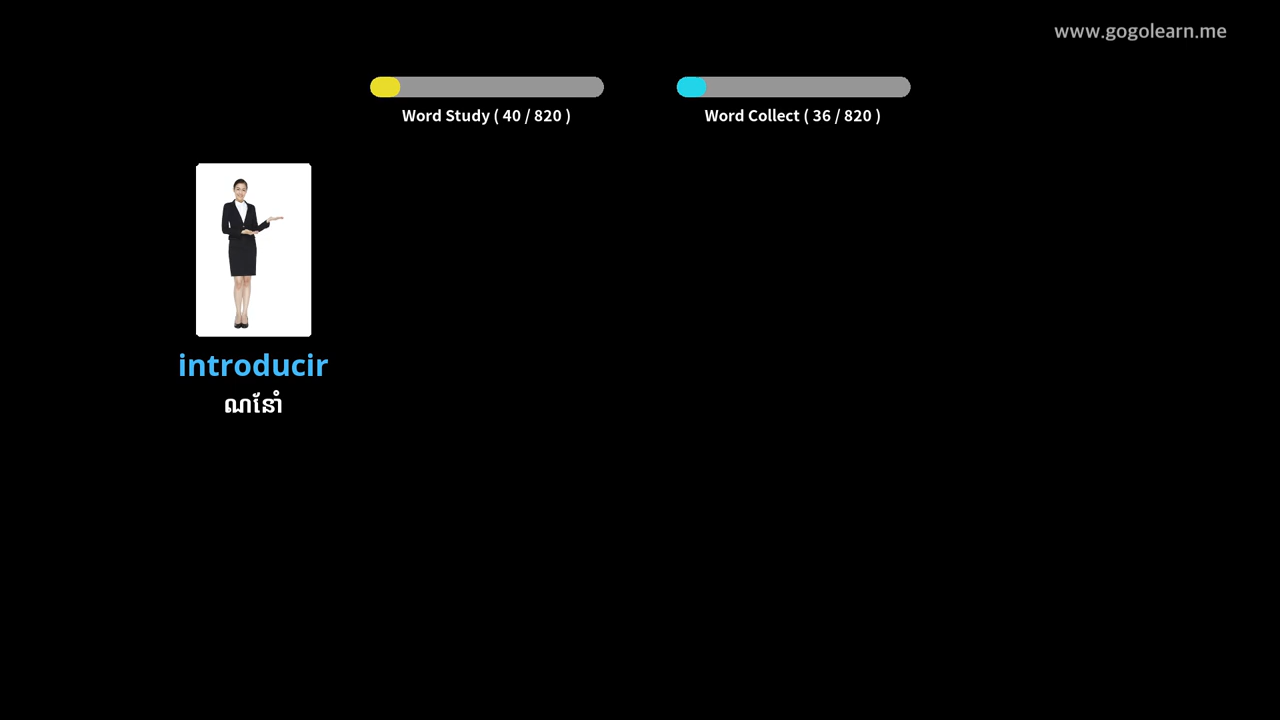 www.gogolearn.me
Word Study ( 40 / 820 )
Word Collect ( 36 / 820 )
introducir
ណែនាំ